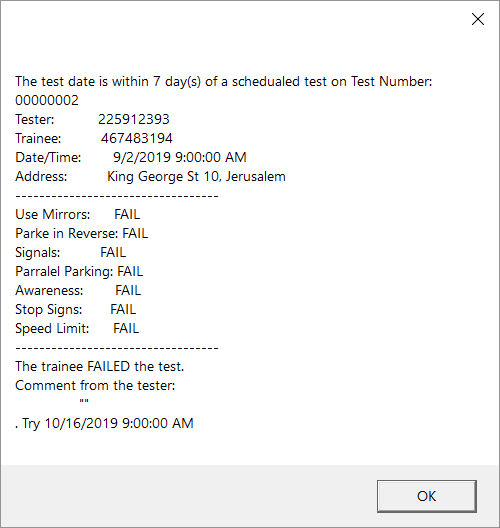 The test date is within 7 day(s) of a schedualed test on Test Number:
00000002
Tester: 225912393
Trainee: 467483194
Date/Time: 9/2/2019 9:00:00 AM
Address: King George St 10, Jerusalem
----------------------------------
Use Mirrors: FAIL
Parke in Reverse: FAIL
Signals: FAIL
Parralel Parking: FAIL
Awareness: FAIL
Stop Signs: FAIL
Speed Limit: FAIL
----------------------------------
The trainee FAILED the test.
Comment from the tester:
""
. Try 10/16/2019 9:00:00 AM
OK